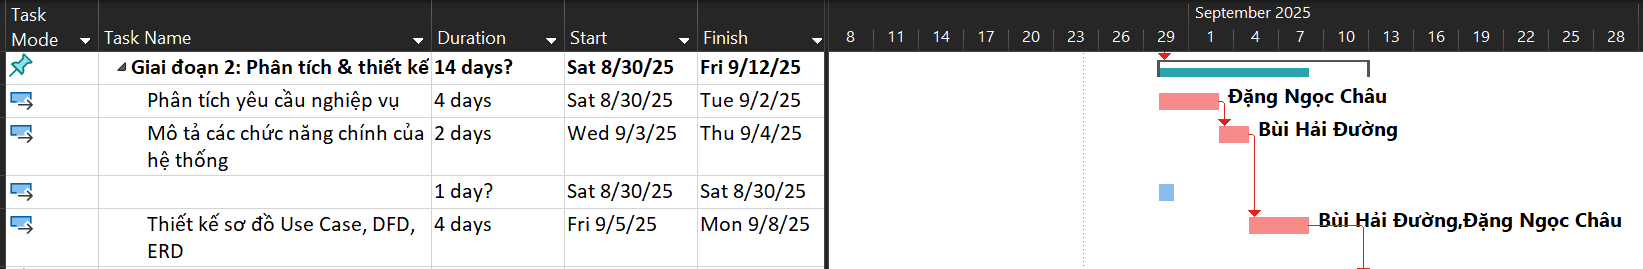 Task
Mode
Task Name
Duration
Start
Finish
September 2025
8 11 14 17 20 23 26 29 1 4 7 10 13 16 19 22 25 28
Giai đoạn 2: Phân tích & thiết kế 14 days? Sat 8/30/25 Fri 9/12/25
Phân tích yêu cầu nghiệp vụ 4 days Sat 8/30/25 Tue 9/2/25 Đặng Ngọc Châu
Mô tả các chức năng chính của 2 days Wed 9/3/25 Thu 9/4/25 Bùi Hải Đường
hệ thống
1 day? Sat 8/30/25 Sat 8/30/25
Thiết kế sơ đồ Use Case, DFD, 4 days Fri 9/5/25 Mon 9/8/25 Bùi Hải Đường,Đặng Ngọc Châu
ERD